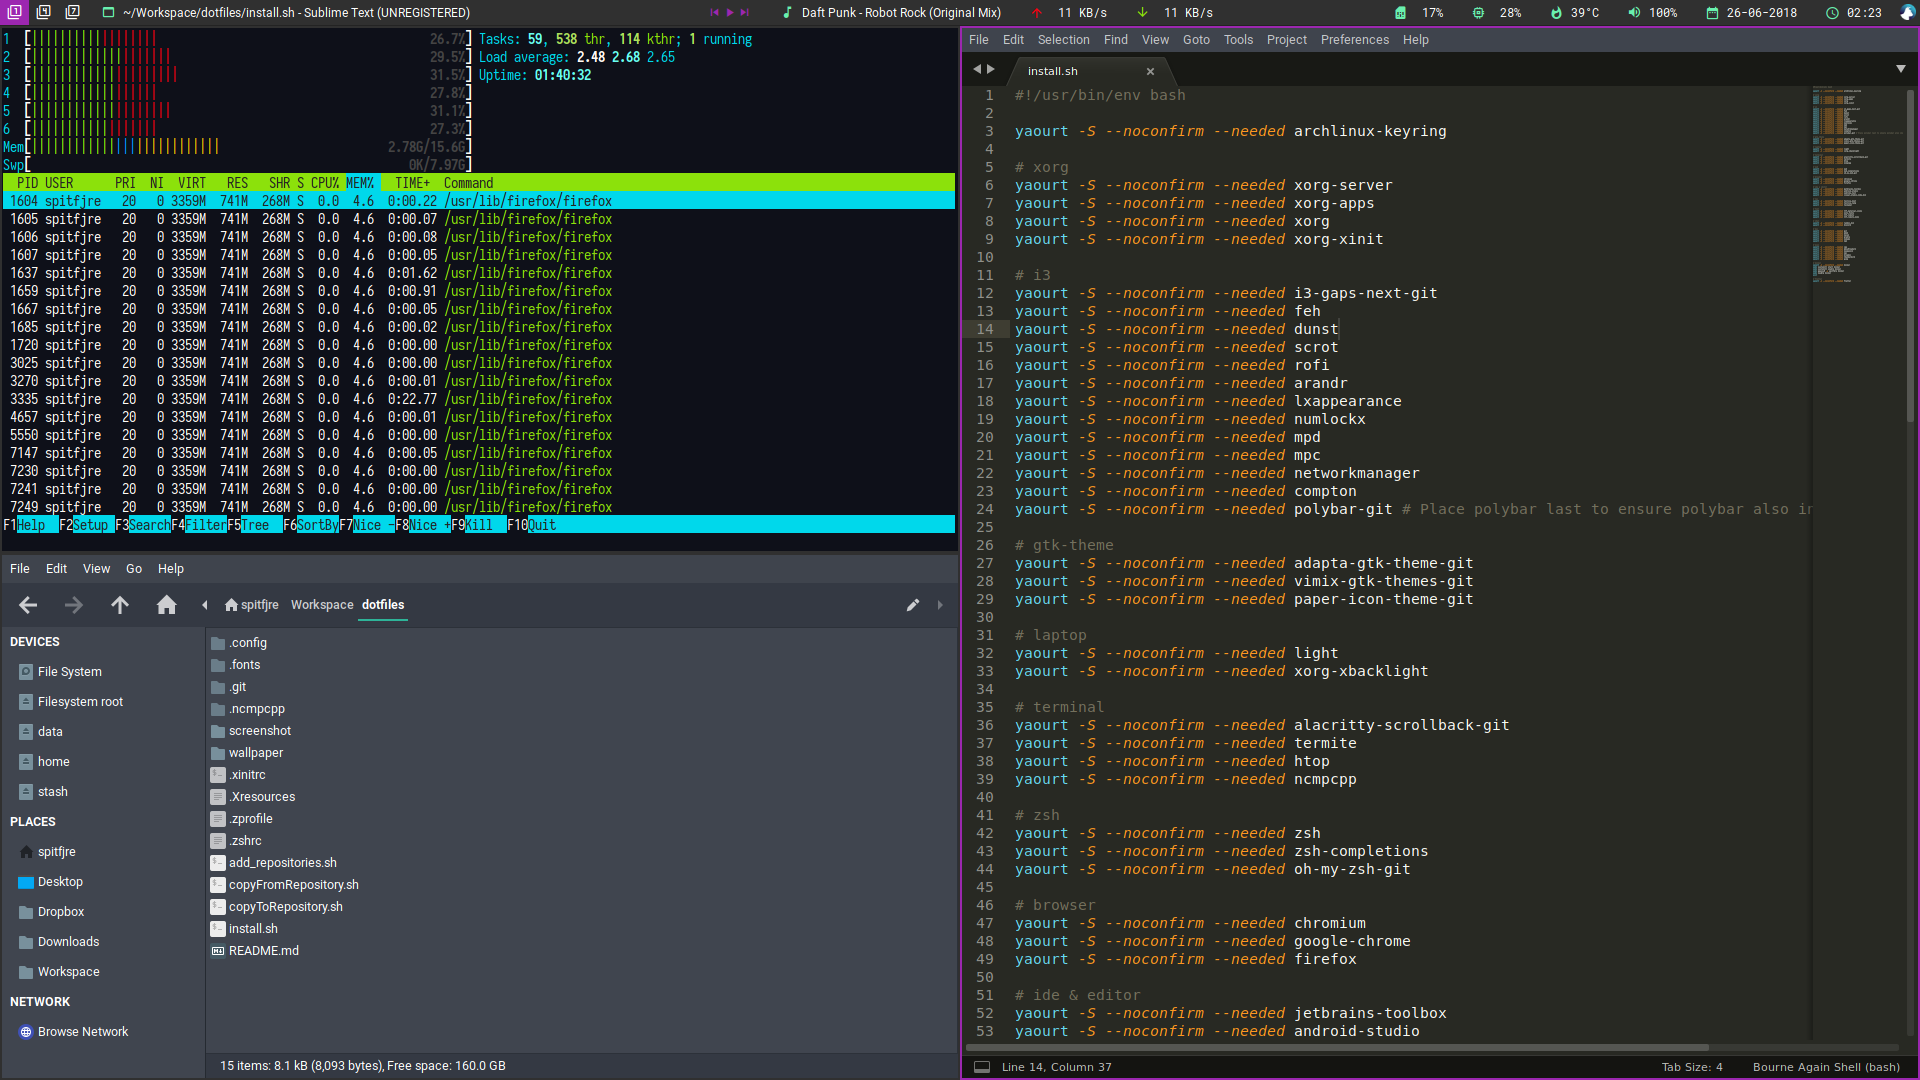 1 4 7 ~/Workspace/dotfiles/install.sh - Sublime Text (UNREGISTERED) Daft Punk - Robot Rock (Original Mix) 11 KB/s 11 KB/s 17% 28% 39°C 100% 26-06-2018 02:23
1 [ 26.7%] Tasks: 59, 538 thr, 114 kthr; 1 running
2 [ 29.5%] Load average: 2.48 2.68 2.65
3 [ 31.5%] Uptime: 01:40:32
4 [ 27.8%]
5 [ 31.1%]
6 [ 27.3%]
Mem[ 2.78G/15.6G]
Swp[ 0K/7.97G]
PID USER PRI NI VIRT RES SHR S CPU% MEM% TIME+ Command
1604 spitfjre 20 0 3359M 741M 268M S 0.0 4.6 0:00.22 /usr/lib/firefox/firefox
1605 spitfjre 20 0 3359M 741M 268M S 0.0 4.6 0:00.07 /usr/lib/firefox/firefox
1606 spitfjre 20 0 3359M 741M 268M S 0.0 4.6 0:00.08 /usr/lib/firefox/firefox
1607 spitfjre 20 0 3359M 741M 268M S 0.0 4.6 0:00.05 /usr/lib/firefox/firefox
1637 spitfjre 20 0 3359M 741M 268M S 0.0 4.6 0:01.62 /usr/lib/firefox/firefox
1659 spitfjre 20 0 3359M 741M 268M S 0.0 4.6 0:00.91 /usr/lib/firefox/firefox
1667 spitfjre 20 0 3359M 741M 268M S 0.0 4.6 0:00.05 /usr/lib/firefox/firefox
1685 spitfjre 20 0 3359M 741M 268M S 0.0 4.6 0:00.02 /usr/lib/firefox/firefox
1720 spitfjre 20 0 3359M 741M 268M S 0.0 4.6 0:00.00 /usr/lib/firefox/firefox
3025 spitfjre 20 0 3359M 741M 268M S 0.0 4.6 0:00.00 /usr/lib/firefox/firefox
3270 spitfjre 20 0 3359M 741M 268M S 0.0 4.6 0:00.01 /usr/lib/firefox/firefox
3335 spitfjre 20 0 3359M 741M 268M S 0.0 4.6 0:22.77 /usr/lib/firefox/firefox
4657 spitfjre 20 0 3359M 741M 268M S 0.0 4.6 0:00.01 /usr/lib/firefox/firefox
5550 spitfjre 20 0 3359M 741M 268M S 0.0 4.6 0:00.00 /usr/lib/firefox/firefox
7147 spitfjre 20 0 3359M 741M 268M S 0.0 4.6 0:00.05 /usr/lib/firefox/firefox
7230 spitfjre 20 0 3359M 741M 268M S 0.0 4.6 0:00.00 /usr/lib/firefox/firefox
7241 spitfjre 20 0 3359M 741M 268M S 0.0 4.6 0:00.00 /usr/lib/firefox/firefox
7249 spitfjre 20 0 3359M 741M 268M S 0.0 4.6 0:00.00 /usr/lib/firefox/firefox
F1Help F2Setup F3SearchF4FilterF5Tree F6SortByF7Nice -F8Nice +F9Kill F10Quit
File Edit View Go Help
spitfjre Workspace dotfiles
DEVICES
File System
Filesystem root
data
home
stash
PLACES
spitfjre
Desktop
Dropbox
Downloads
Workspace
NETWORK
Browse Network
.config
.fonts
.git
.ncmpcpp
screenshot
wallpaper
.xinitrc
.Xresources
.zprofile
.zshrc
add_repositories.sh
copyFromRepository.sh
copyToRepository.sh
install.sh
README.md
15 items: 8.1 kB (8,093 bytes), Free space: 160.0 GB
File Edit Selection Find View Goto Tools Project Preferences Help
install.sh
1 #!/usr/bin/env bash
2
3 yaourt -S --noconfirm --needed archlinux-keyring
4
5 # xorg
6 yaourt -S --noconfirm --needed xorg-server
7 yaourt -S --noconfirm --needed xorg-apps
8 yaourt -S --noconfirm --needed xorg
9 yaourt -S --noconfirm --needed xorg-xinit
10
11 # i3
12 yaourt -S --noconfirm --needed i3-gaps-next-git
13 yaourt -S --noconfirm --needed feh
14 yaourt -S --noconfirm --needed dunst
15 yaourt -S --noconfirm --needed scrot
16 yaourt -S --noconfirm --needed rofi
17 yaourt -S --noconfirm --needed arandr
18 yaourt -S --noconfirm --needed lxappearance
19 yaourt -S --noconfirm --needed numlockx
20 yaourt -S --noconfirm --needed mpd
21 yaourt -S --noconfirm --needed mpc
22 yaourt -S --noconfirm --needed networkmanager
23 yaourt -S --noconfirm --needed compton
24 yaourt -S --noconfirm --needed polybar-git # Place polybar last to ensure polybar also in
25
26 # gtk-theme
27 yaourt -S --noconfirm --needed adapta-gtk-theme-git
28 yaourt -S --noconfirm --needed vimix-gtk-themes-git
29 yaourt -S --noconfirm --needed paper-icon-theme-git
30
31 # laptop
32 yaourt -S --noconfirm --needed light
33 yaourt -S --noconfirm --needed xorg-xbacklight
34
35 # terminal
36 yaourt -S --noconfirm --needed alacritty-scrollback-git
37 yaourt -S --noconfirm --needed termite
38 yaourt -S --noconfirm --needed htop
39 yaourt -S --noconfirm --needed ncmpcpp
40
41 # zsh
42 yaourt -S --noconfirm --needed zsh
43 yaourt -S --noconfirm --needed zsh-completions
44 yaourt -S --noconfirm --needed oh-my-zsh-git
45
46 # browser
47 yaourt -S --noconfirm --needed chromium
48 yaourt -S --noconfirm --needed google-chrome
49 yaourt -S --noconfirm --needed firefox
50
51 # ide & editor
52 yaourt -S --noconfirm --needed jetbrains-toolbox
53 yaourt -S --noconfirm --needed android-studio
Line 14, Column 37 Tab Size: 4 Bourne Again Shell (bash)